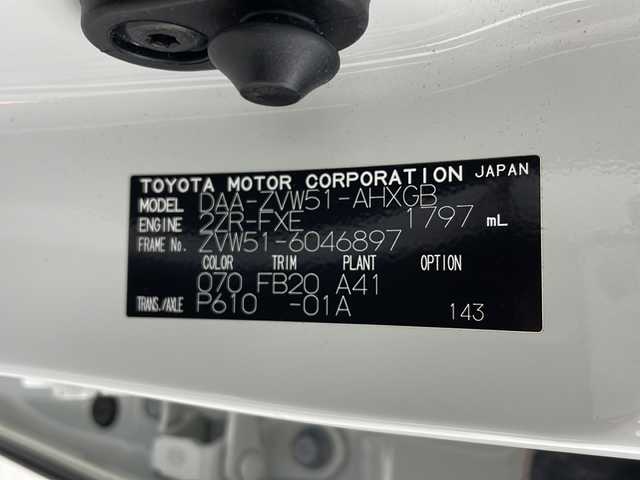 TOYOTA MOTOR CORPORATION JAPAN
MODEL DAA-ZVW51-AHXGB
ENGINE 2ZR-FXE 1797 mL
FRAME No. ZVW51-6046897
COLOR TRIM PLANT OPTION
070 FB20 A41
TRANS./AXLE P610 -01A 143